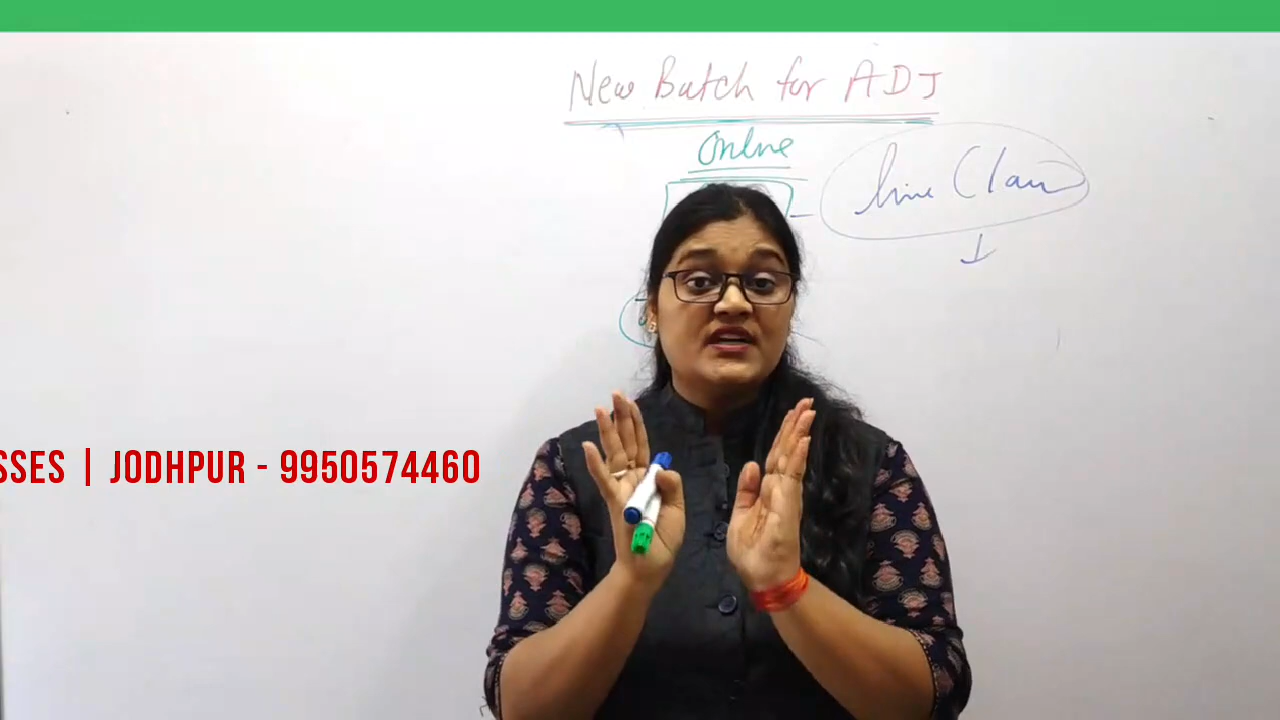 New Batch for ADJ
Online
live Class
SSES | JODHPUR - 9950574460